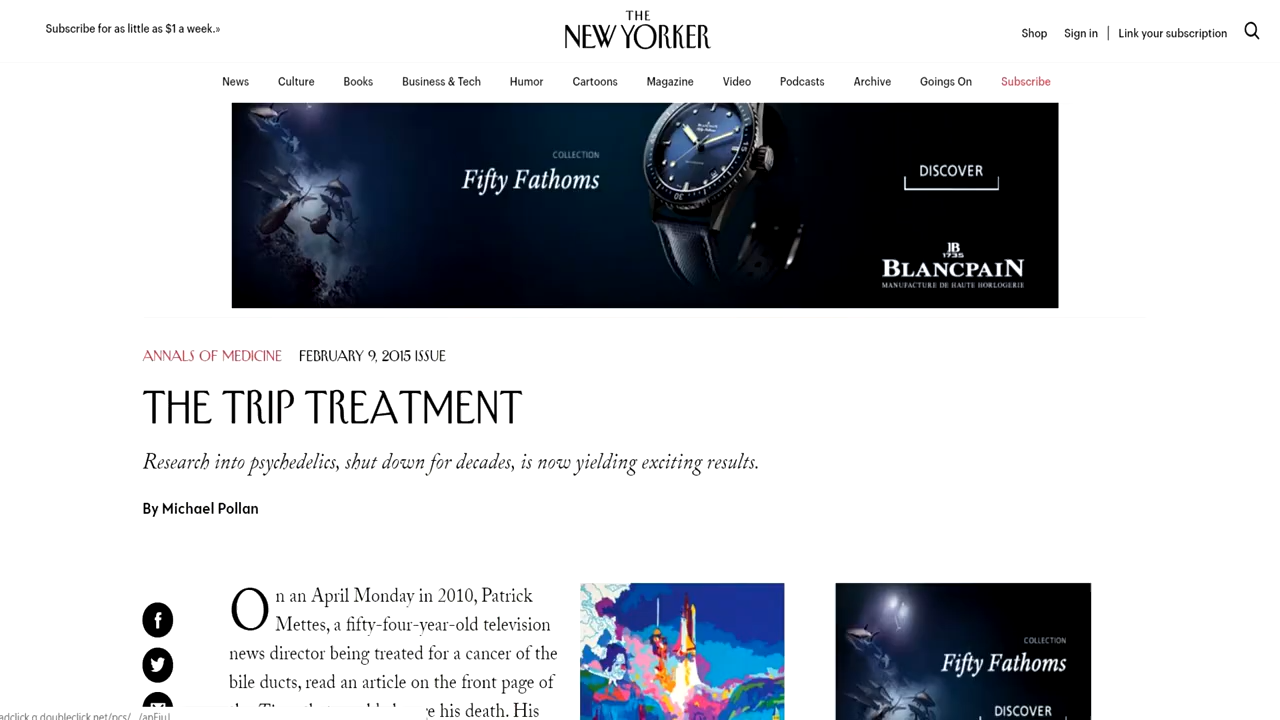 Subscribe for as little as $1 a week.»
THE
NEW YORKER
Shop Sign in | Link your subscription
News Culture Books Business & Tech Humor Cartoons Magazine Video Podcasts Archive Goings On Subscribe
COLLECTION
Fifty Fathoms
DISCOVER
JB
1735
BLANCPAIN
MANUFACTURE DE HAUTE HORLOGERIE
ANNALS OF MEDICINE FEBRUARY 9, 2015 ISSUE
THE TRIP TREATMENT
Research into psychedelics, shut down for decades, is now yielding exciting results.
By Michael Pollan
On an April Monday in 2010, Patrick
Mettes, a fifty-four-year-old television
news director being treated for a cancer of the
bile ducts, read an article on the front page of
his death. His
COLLECTION
Fifty Fathoms
DISCOVER